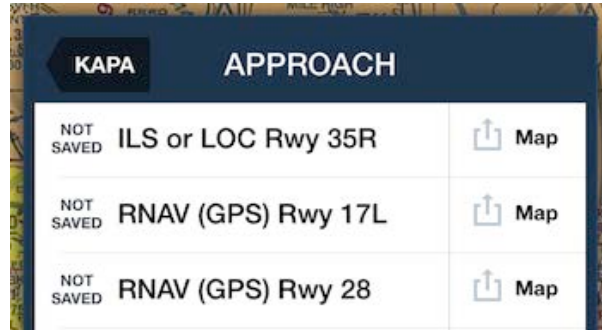 KAPA APPROACH
NOT SAVED ILS or LOC Rwy 35R Map
NOT SAVED RNAV (GPS) Rwy 17L Map
NOT SAVED RNAV (GPS) Rwy 28 Map